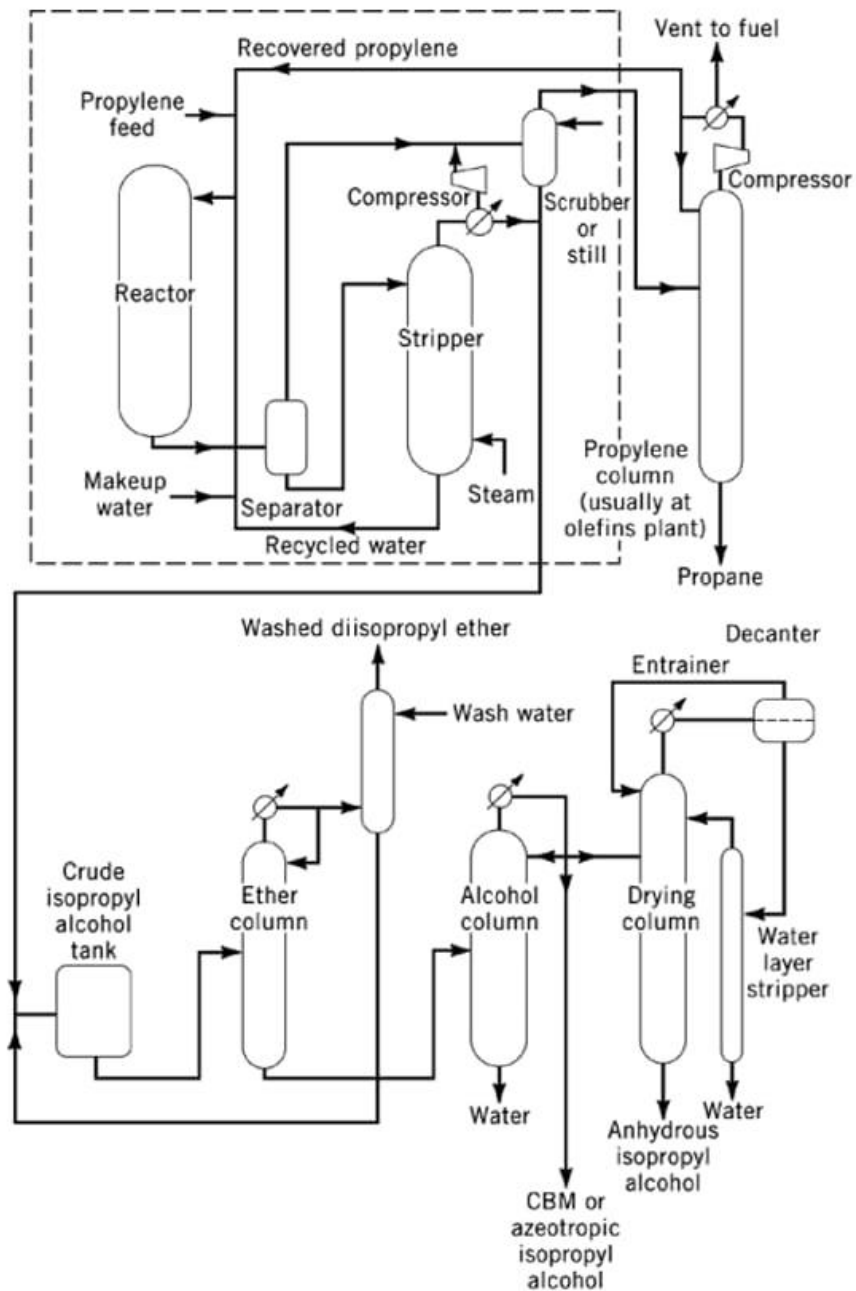 Recovered propylene
Vent to fuel
Propylene
feed
Compressor
Compressor
Scrubber
or
still
Reactor
Stripper
Propylene
column
(usually at
olefins plant)
Makeup
water
Separator
Steam
Recycled water
Propane
Washed diisopropyl ether
Decanter
Entrainer
Wash water
Crude
isopropyl
alcohol
tank
Ether
column
Alcohol
column
Drying
column
Water
layer
stripper
Water
Water
Anhydrous
isopropyl
alcohol
CBM or
azeotropic
isopropyl
alcohol